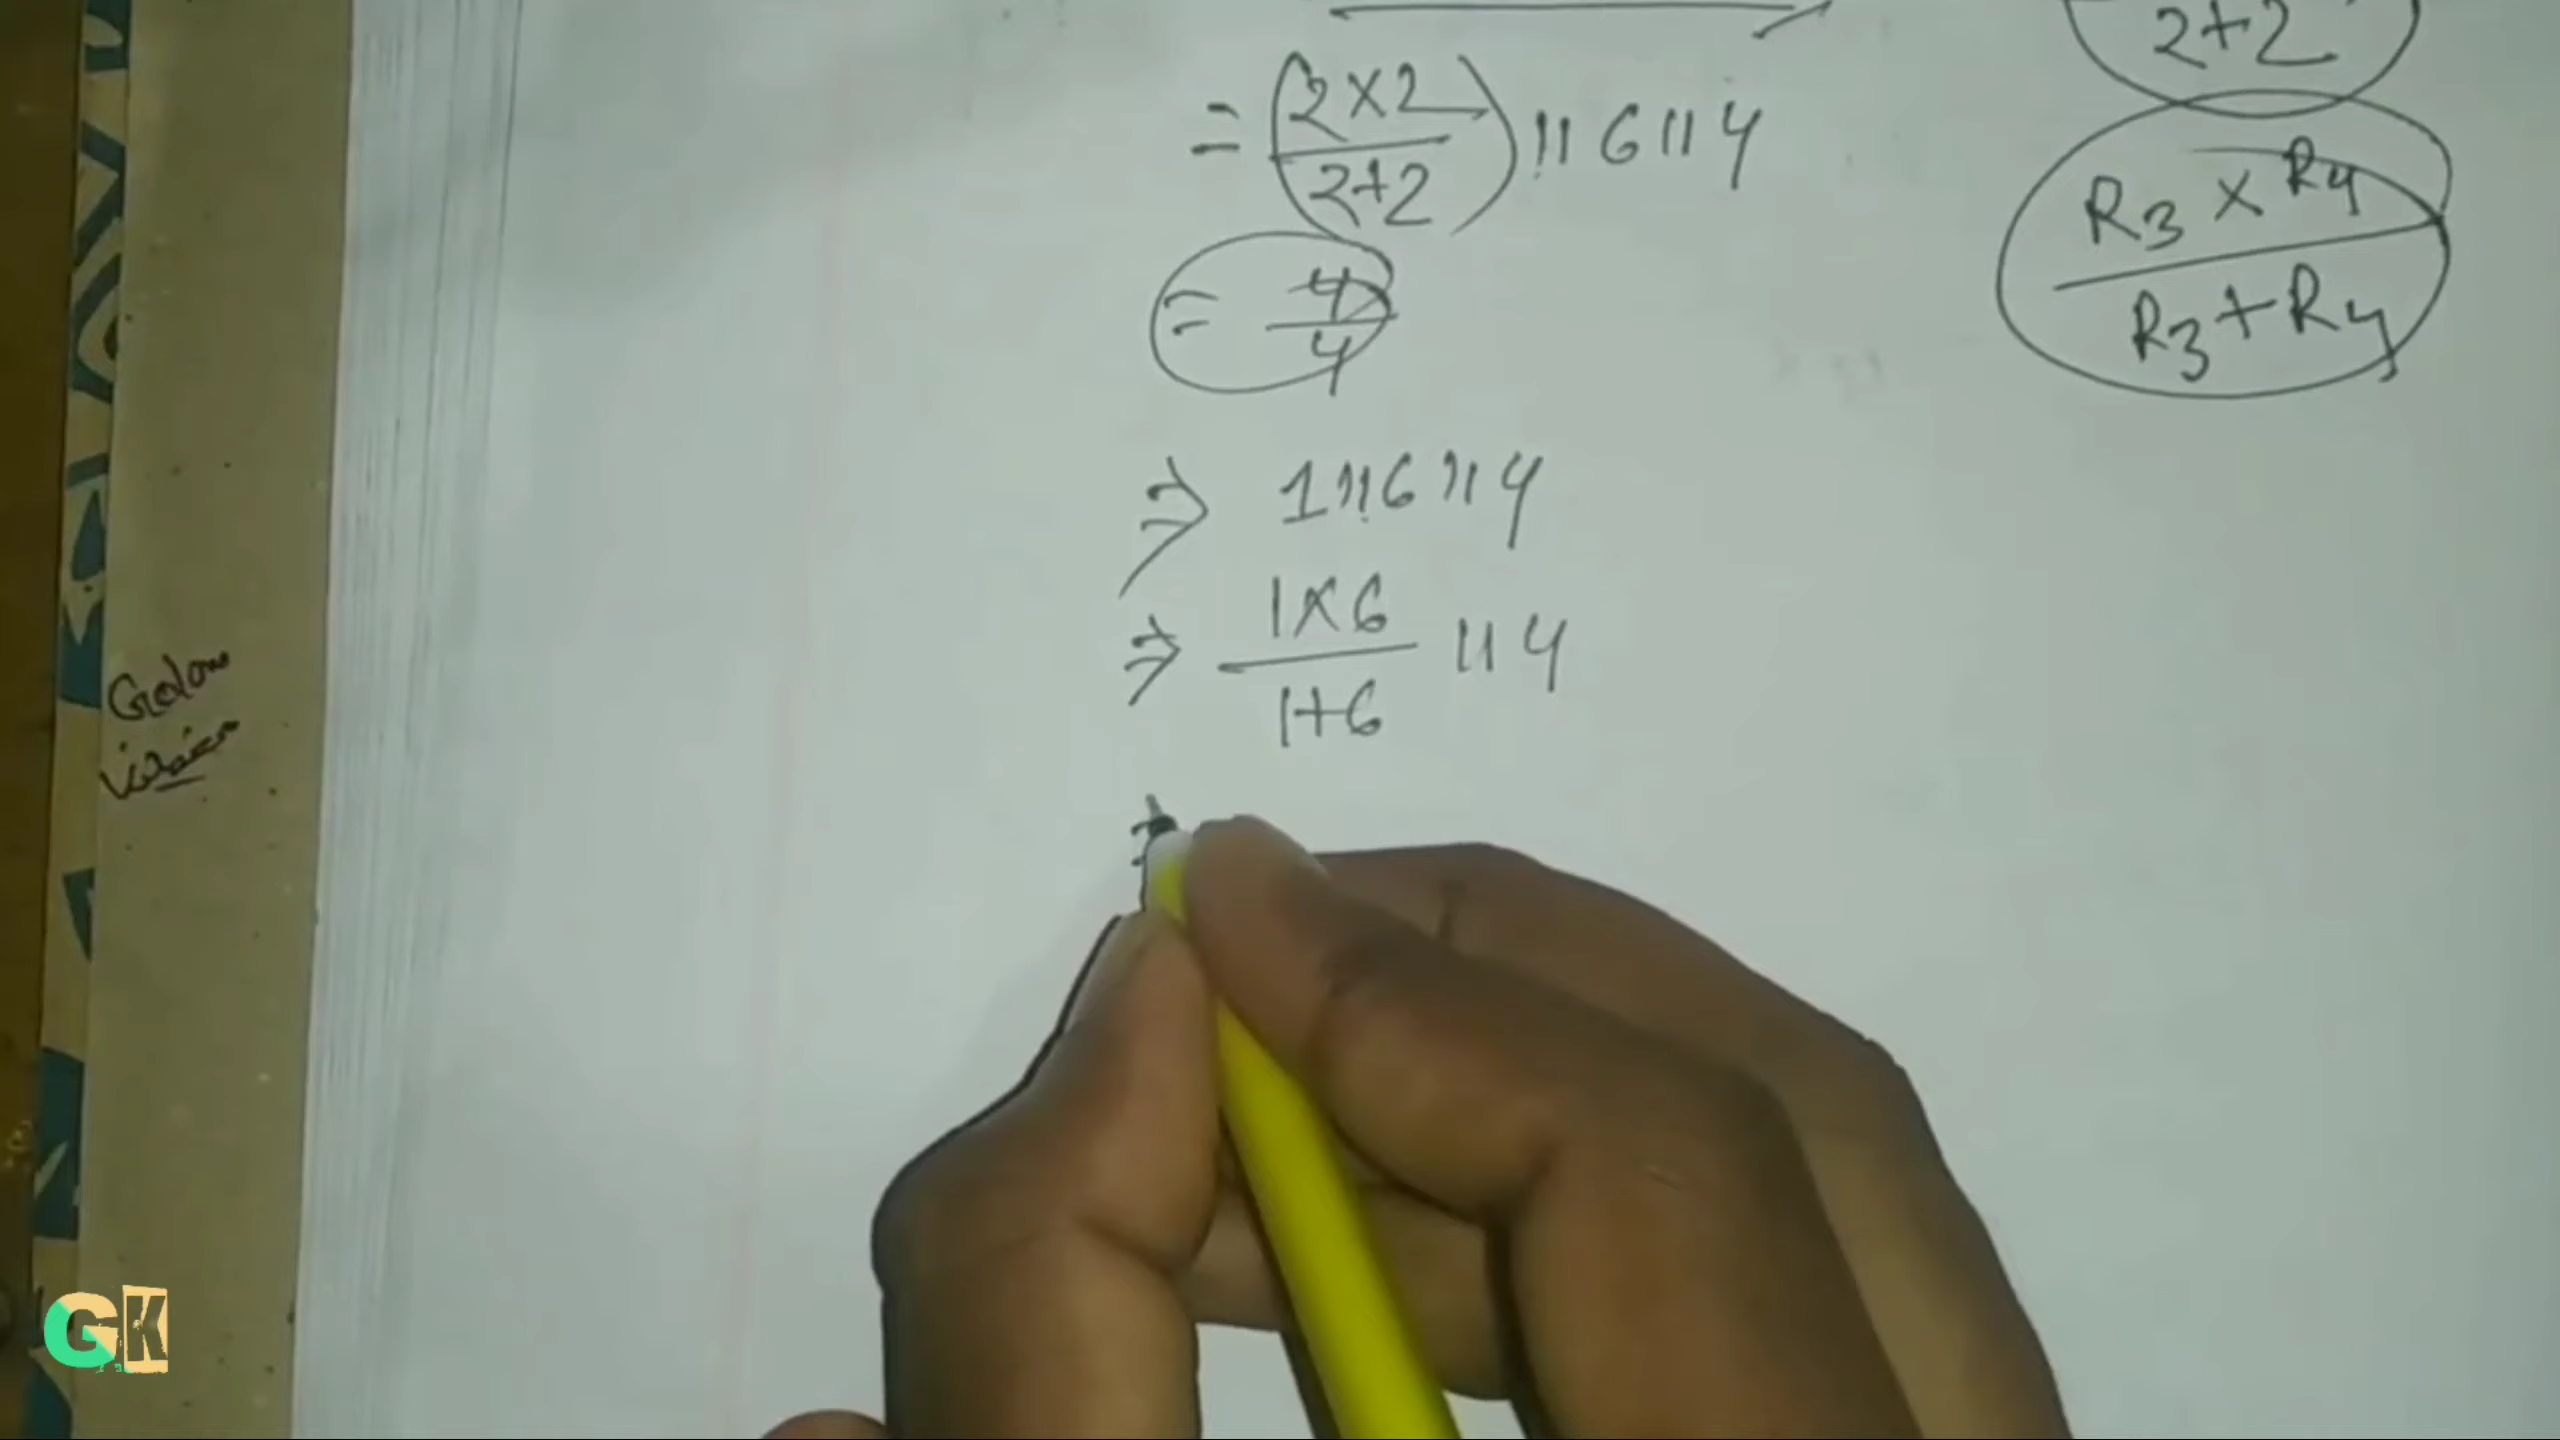 2+2
= (2×2 / 2+2) || 6 || 4
R3 × R4 / R3 + R4
= 4/4
⇒ 1 || 6 || 4
⇒ 1×6 / 1+6 || 4
GK